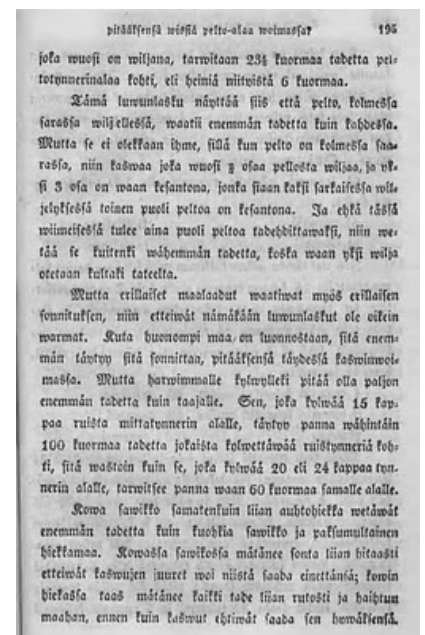 pitääksensä wissiä pelto-alaa woimassa? 195
joka wuosi on wiljana, tarwitaan 23½ kuormaa tadetta pel-
totynnerinalaa kohti, eli heiniä niitwistä 6 kuormaa.
Tämä luwunlasku näyttää siis että pelto, kolmessa
sarassa wiljellessä, waatii enemmän tadetta kuin kahdessa.
Mutta se ei olekkaan ihme, sillä kun pelto on kolmessa saa-
rassa, niin kaswaa joka wuosi ⅔ osaa pellosta wiljaa, ja yk-
si 3 osa on waan kesantona, jonka siaan kaksi sarkaisessa wil-
jelyksessä toinen puoli peltoa on kesantona. Ja ehkä tässä
wiimeisessä tulee aina puoli peltoa tadehdittawaksi, niin we-
tää se kuitenki wähemmän tadetta, koska waan yksi wilja
otetaan kultaki tateelta.
Mutta erillaiset maalaadut waatiwat myös erillaisen
sonnituksen, niin etteiwät nämäkään luwunlaskut ole oikein
warmat. Kuta huonompi maa on luonnostaan, sitä enem-
män täytyy sitä sonnittaa, pitääksensä täydessä kaswinwoi-
massa. Mutta harwimmalle kylwylleki pitää olla paljon
enemmän tadetta kuin taajalle. Sen, joka kylwää 15 kap-
paa ruista mittatynnerin alalle, täytyy panna wähintäin
100 kuormaa tadetta jokaista kylwettäwää ruistynneriä koh-
ti, sitä wastoin kuin se, joka kylwää 20 eli 24 kappaa tyn-
nerin alalle, tarwitsee panna waan 60 kuormaa samalle alalle.
Kowa sawikko samatenkuin liian auhtohiekka wetäwät
enemmän tadetta kuin kuohkia sawikko ja paksumultainen
hiekkamaa. Kowassa sawikossa mätänee sonta liian hitaasti
etteiwät kaswujen juuret woi niistä saada einettänsä; kowin
hiekassa taas mätänee kaikki tade liian rutosti ja haihtuu
maahan, ennen kuin kaswut ehtiwät saada sen hywäksensä.